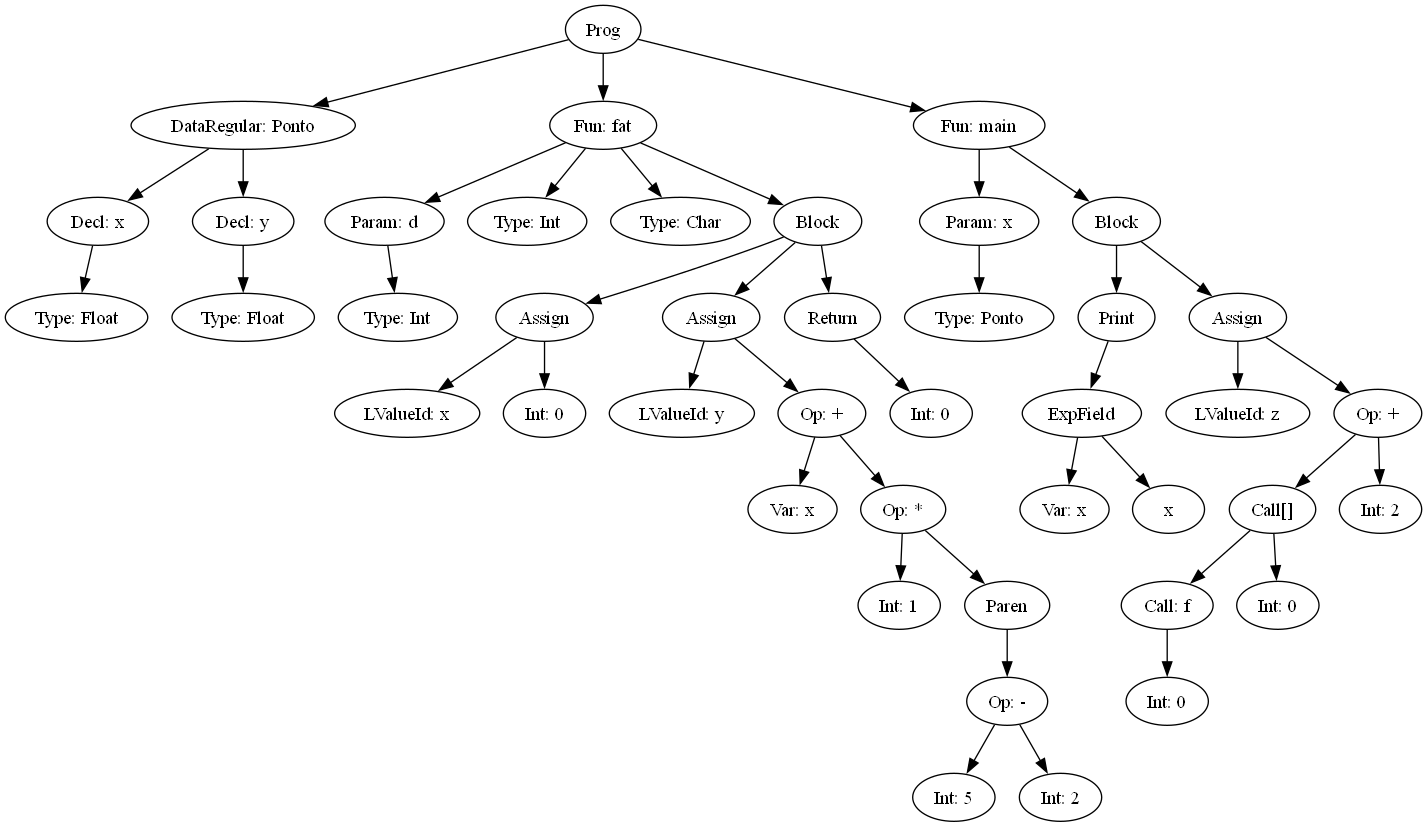 Prog
DataRegular: Ponto
Fun: fat
Fun: main
Decl: x
Decl: y
Param: d
Type: Int
Type: Char
Block
Param: x
Block
Type: Float
Type: Float
Type: Int
Assign
Assign
Return
Type: Ponto
Print
Assign
LValueId: x
Int: 0
LValueId: y
Op: +
Int: 0
ExpField
LValueId: z
Op: +
Var: x
Op: *
Var: x
x
Call[]
Int: 2
Int: 1
Paren
Call: f
Int: 0
Op: -
Int: 0
Int: 5
Int: 2